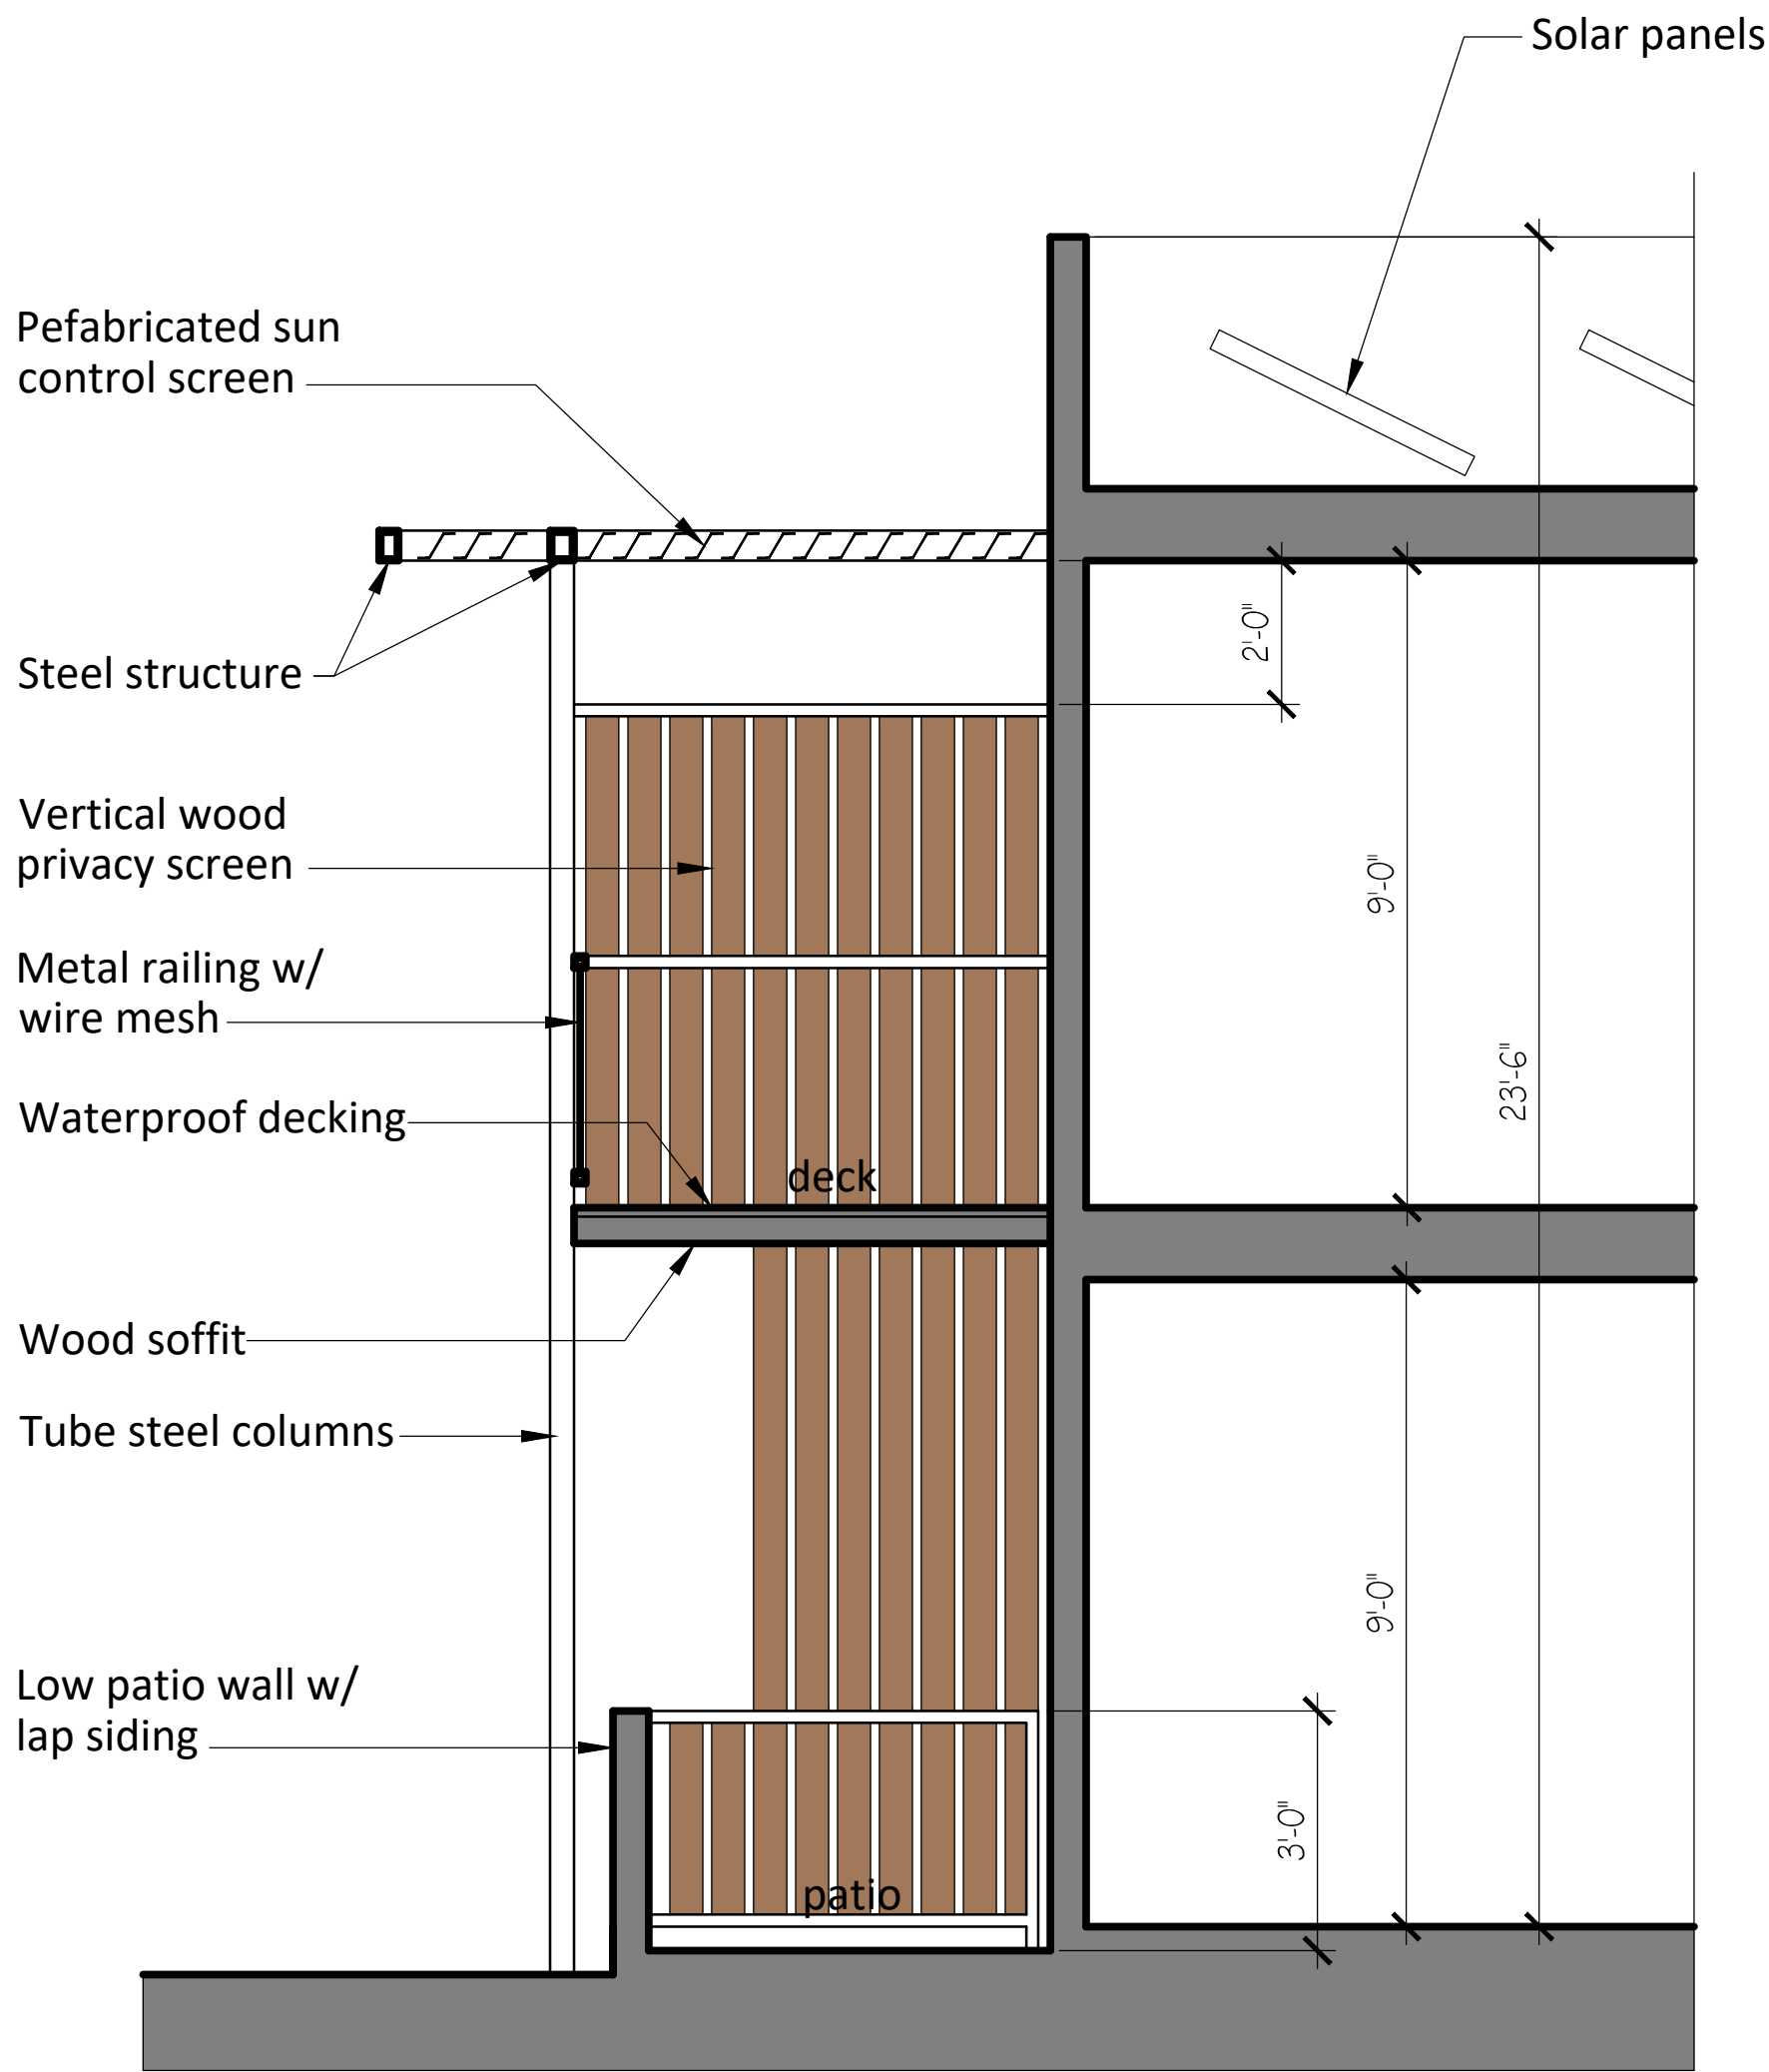 Solar panels
Pefabricated sun
control screen
Steel structure
2'-0"
Vertical wood
privacy screen
9'-0"
Metal railing w/
wire mesh
23'-6"
Waterproof decking
deck
Wood soffit
Tube steel columns
9'-0"
Low patio wall w/
lap siding
3'-0"
patio